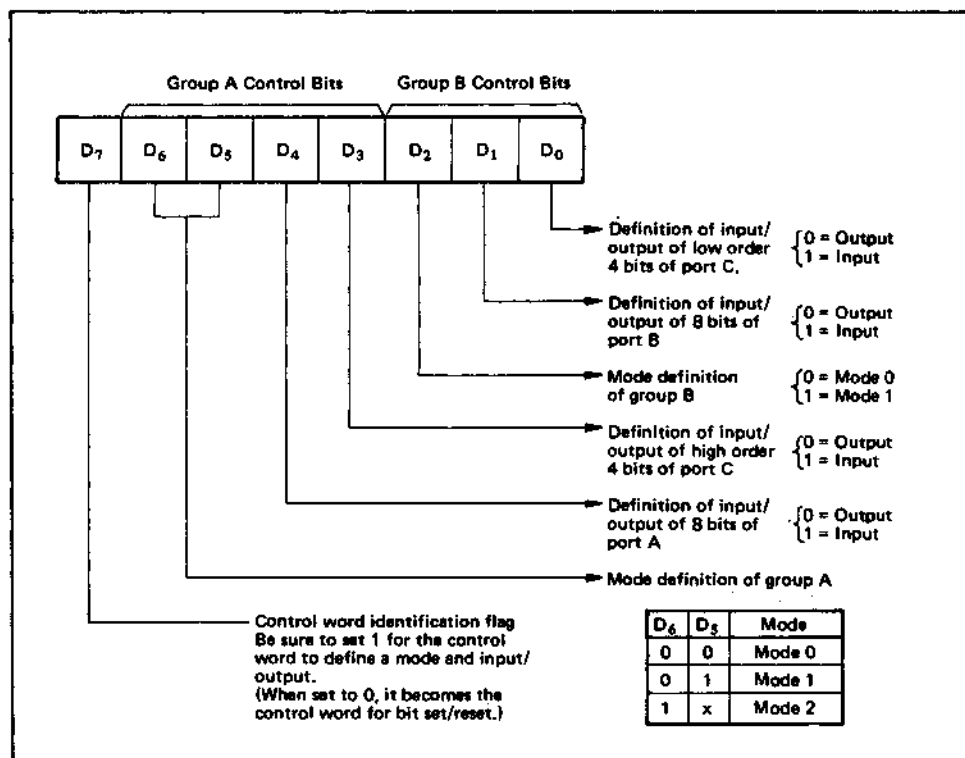 Group A Control Bits
Group B Control Bits
D7 D6 D5 D4 D3 D2 D1 D0
Definition of input/
output of low order
4 bits of port C.
0 = Output
1 = Input
Definition of input/
output of 8 bits of
port B
0 = Output
1 = Input
Mode definition
of group B
0 = Mode 0
1 = Mode 1
Definition of input/
output of high order
4 bits of port C
0 = Output
1 = Input
Definition of input/
output of 8 bits of
port A
0 = Output
1 = Input
Mode definition of group A
Control word identification flag
Be sure to set 1 for the control
word to define a mode and input/
output.
(When set to 0, it becomes the
control word for bit set/reset.)
D6 D5 Mode
0 0 Mode 0
0 1 Mode 1
1 x Mode 2